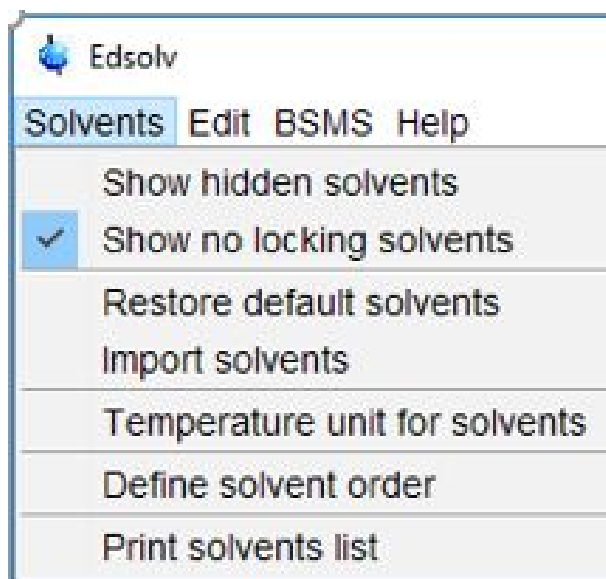 Edsolv
Solvents Edit BSMS Help
Show hidden solvents
Show no locking solvents
Restore default solvents
Import solvents
Temperature unit for solvents
Define solvent order
Print solvents list